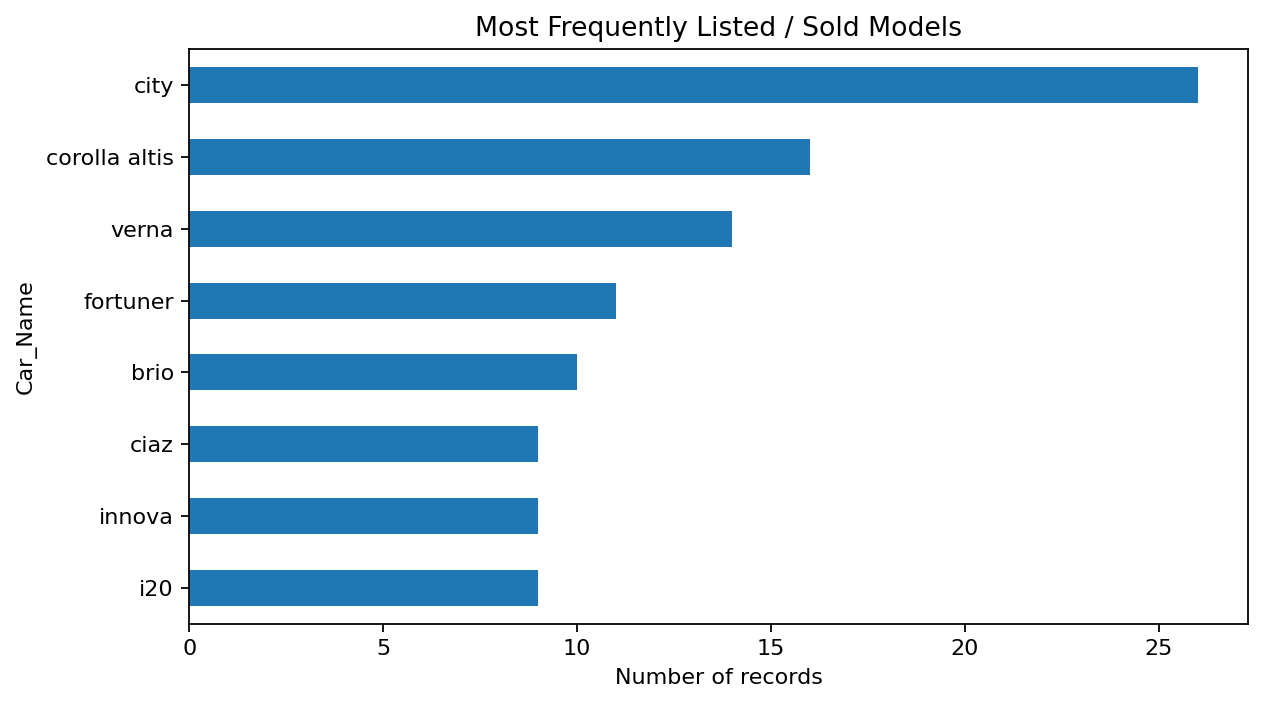 Most Frequently Listed / Sold Models
city
corolla altis
verna
fortuner
brio
ciaz
innova
i20
Car_Name
0 5 10 15 20 25
Number of records